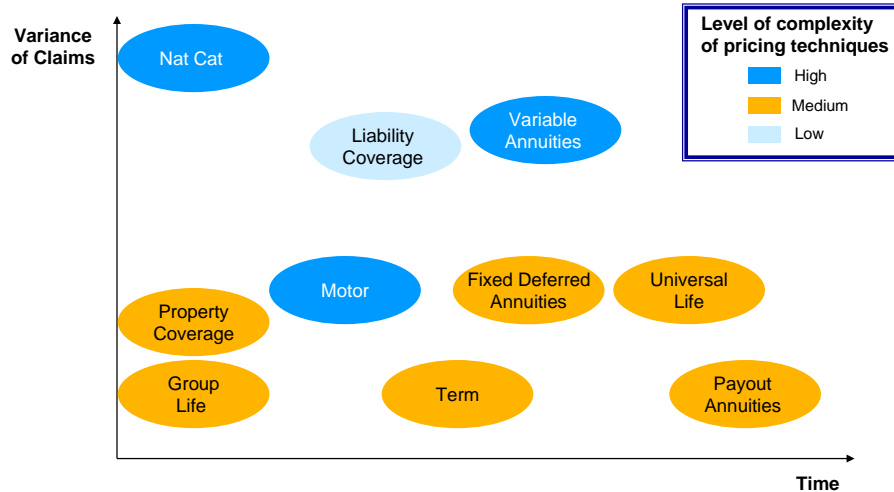 Variance
of Claims
Level of complexity
of pricing techniques
High
Medium
Low
Nat Cat
Liability
Coverage
Variable
Annuities
Motor
Fixed Deferred
Annuities
Universal
Life
Property
Coverage
Group
Life
Term
Payout
Annuities
Time